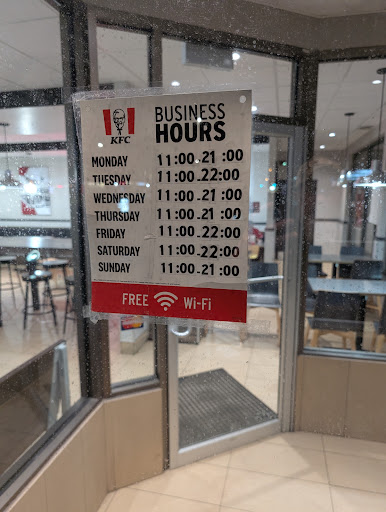 KFC
BUSINESS
HOURS
MONDAY 11:00-21:00
TUESDAY 11:00-22:00
WEDNESDAY 11:00-21:00
THURSDAY 11:00-21:00
FRIDAY 11:00-22:00
SATURDAY 11:00-22:00
SUNDAY 11:00-21:00
FREE Wi-Fi